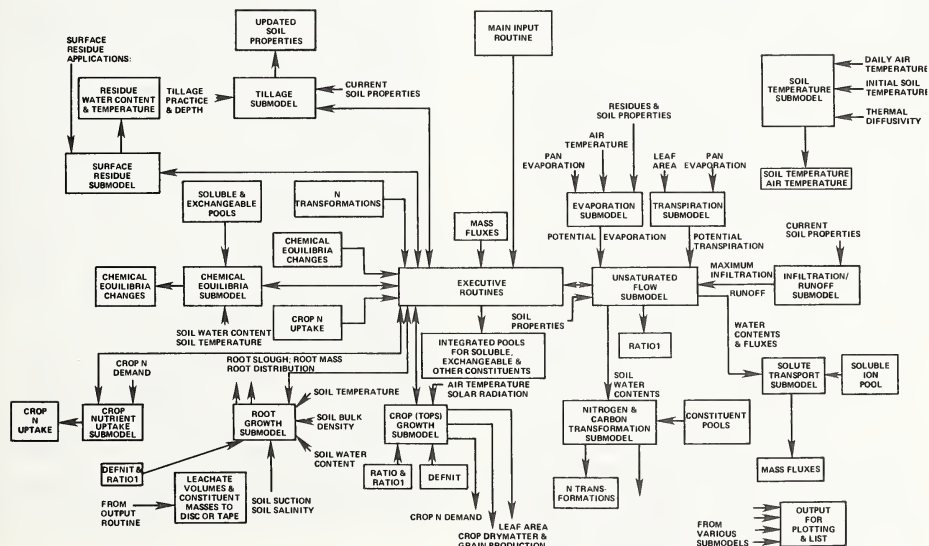 SURFACE
RESIDUE
APPLICATIONS:
UPDATED
SOIL
PROPERTIES
MAIN INPUT
ROUTINE
RESIDUE
WATER CONTENT
& TEMPERATURE
TILLAGE
PRACTICE
& DEPTH
TILLAGE
SUBMODEL
CURRENT
SOIL PROPERTIES
SOIL
TEMPERATURE
SUBMODEL
DAILY AIR
TEMPERATURE
INITIAL SOIL
TEMPERATURE
THERMAL
DIFFUSIVITY
SOIL TEMPERATURE
AIR TEMPERATURE
SURFACE
RESIDUE
SUBMODEL
RESIDUES &
SOIL PROPERTIES
AIR
TEMPERATURE
PAN
EVAPORATION
LEAF
AREA
PAN
EVAPORATION
SOLUBLE &
EXCHANGEABLE
POOLS
N
TRANSFORMATIONS
EVAPORATION
SUBMODEL
TRANSPIRATION
SUBMODEL
MASS
FLUXES
POTENTIAL EVAPORATION
POTENTIAL
TRANSPIRATION
CURRENT
SOIL PROPERTIES
CHEMICAL
EQUILIBRIA
CHANGES
CHEMICAL
EQUILIBRIA
CHANGES
CHEMICAL
EQUILIBRIA
SUBMODEL
EXECUTIVE
ROUTINES
UNSATURATED
FLOW
SUBMODEL
MAXIMUM
INFILTRATION
RUNOFF
INFILTRATION/
RUNOFF
SUBMODEL
CROP N
UPTAKE
SOIL
PROPERTIES
SOIL WATER CONTENT
SOIL TEMPERATURE
INTEGRATED POOLS
FOR SOLUBLE,
EXCHANGEABLE &
OTHER CONSTITUENTS
RATIO1
WATER
CONTENTS
& FLUXES
ROOT SLOUGH; ROOT MASS
ROOT DISTRIBUTION
CROP N
DEMAND
AIR TEMPERATURE
SOLAR RADIATION
SOIL
WATER
CONTENTS
SOLUTE
TRANSPORT
SUBMODEL
SOLUBLE
ION
POOL
CROP
N
UPTAKE
CROP
NUTRIENT
UPTAKE
SUBMODEL
ROOT
GROWTH
SUBMODEL
SOIL TEMPERATURE
SOIL BULK
DENSITY
SOIL WATER
CONTENT
CROP (TOPS)
GROWTH
SUBMODEL
NITROGEN &
CARBON
TRANSFORMATION
SUBMODEL
CONSTITUENT
POOLS
DEFNIT &
RATIO1
RATIO &
RATIO1
DEFNIT
MASS FLUXES
FROM
OUTPUT
ROUTINE
LEACHATE
VOLUMES &
CONSTITUENT
MASSES TO
DISC OR TAPE
SOIL SUCTION
SOIL SALINITY
N TRANS-
FORMATIONS
CROP N DEMAND
LEAF AREA
CROP DRYMATTER &
GRAIN PRODUCTION
FROM
VARIOUS
SUBMODELS
OUTPUT
FOR
PLOTTING
& LIST